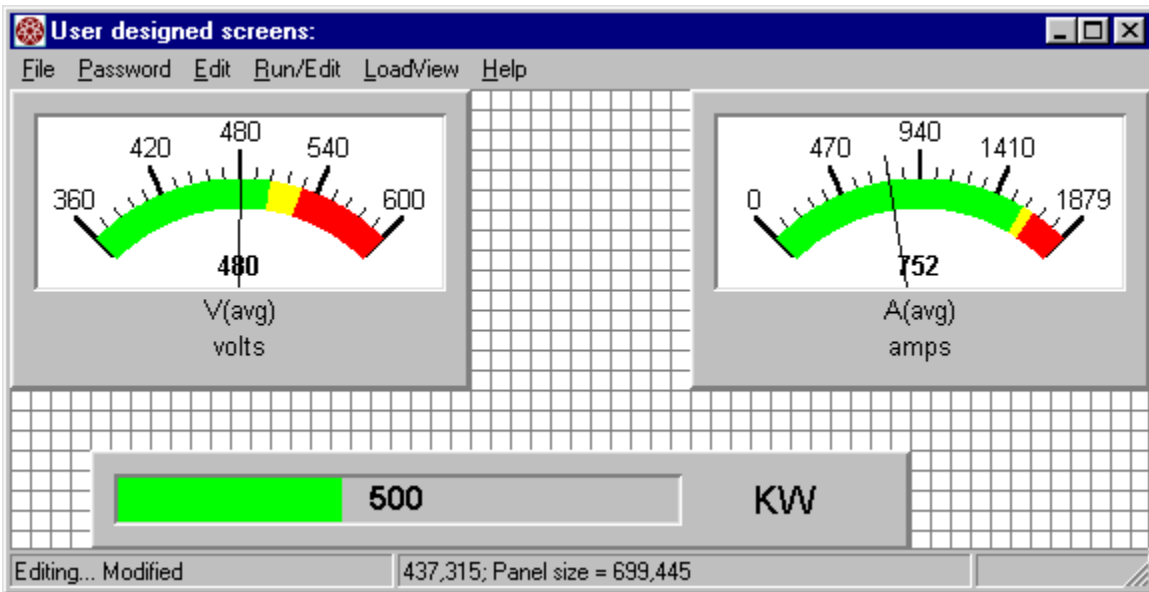 User designed screens:
File Password Edit Run/Edit LoadView Help
360 420 480 540 600
480
V(avg)
volts
0 470 940 1410 1879
752
A(avg)
amps
500 KW
Editing... Modified 437,315; Panel size = 699,445